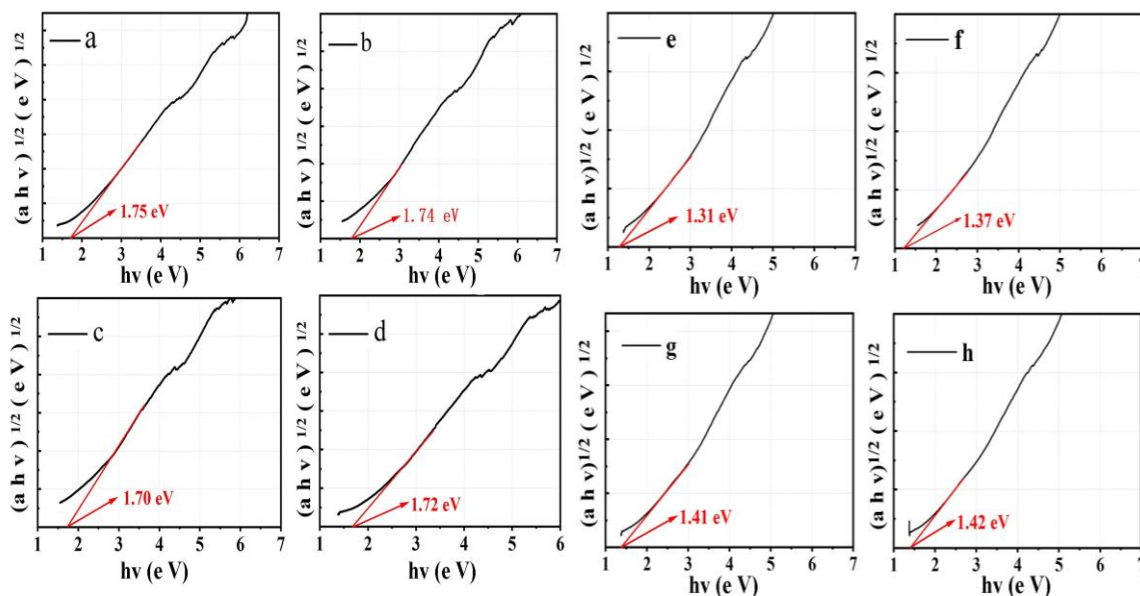 a
(a h ν) 1/2 ( e V ) 1/2
1.75 eV
1 2 3 4 5 6 7
hv (e V)
b
(a h ν) 1/2 ( e V ) 1/2
1.74 eV
1 2 3 4 5 6 7
hv (e V)
e
(a h ν)1/2 ( e V ) 1/2
1.31 eV
1 2 3 4 5 6 7
hv (e V)
f
(a h ν)1/2 ( e V ) 1/2
1.37 eV
1 2 3 4 5 6 7
hv (e V)
c
(a h ν) 1/2 ( e V ) 1/2
1.70 eV
1 2 3 4 5 6 7
hv (e V)
d
(a h ν) 1/2 ( e V ) 1/2
1.72 eV
1 2 3 4 5 6
hv (e V)
g
(a h ν)1/2 ( e V ) 1/2
1.41 eV
1 2 3 4 5 6 7
hv (e V)
h
(a h ν)1/2 ( e V ) 1/2
1.42 eV
1 2 3 4 5 6 7
hv (e V)